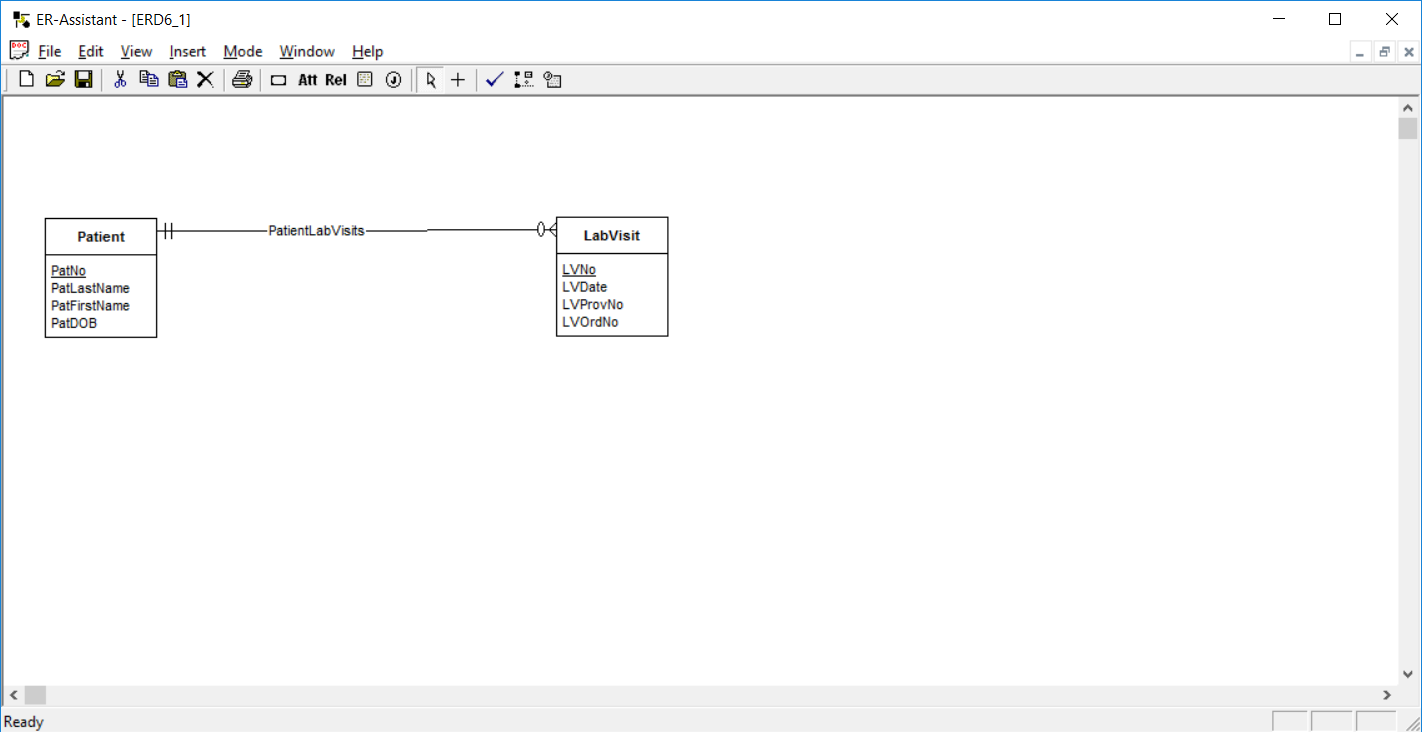 ER-Assistant - [ERD6_1]
DOC File Edit View Insert Mode Window Help
Att Rel J
Patient
PatNo
PatLastName
PatFirstName
PatDOB
PatientLabVisits
LabVisit
LVNo
LVDate
LVProvNo
LVOrdNo
Ready